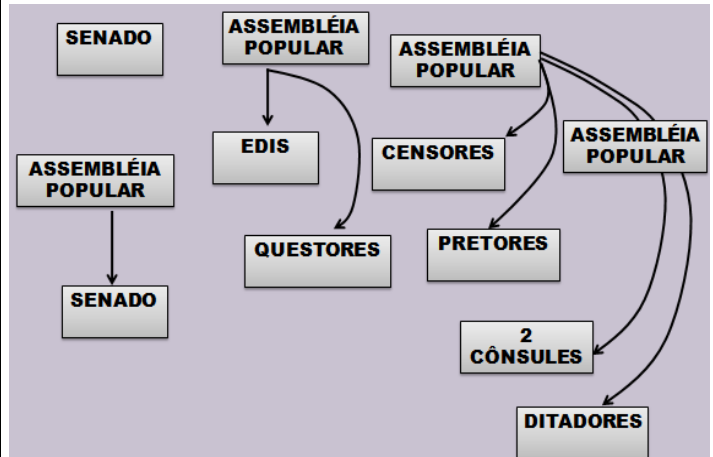 SENADO
ASSEMBLÉIA
POPULAR
ASSEMBLÉIA
POPULAR
ASSEMBLÉIA
POPULAR
EDIS
CENSORES
ASSEMBLÉIA
POPULAR
QUESTORES
PRETORES
SENADO
2
CÔNSULES
DITADORES